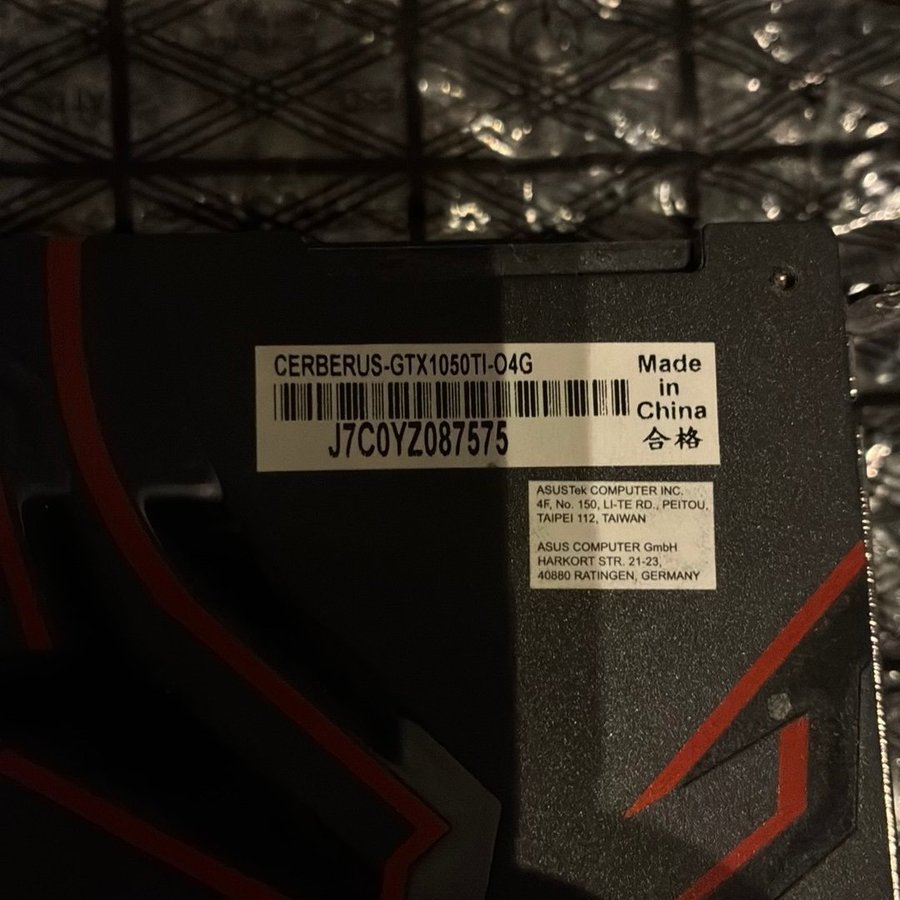 CERBERUS-GTX1050TI-O4G
J7C0YZ087575
Made
in
China
合格
ASUSTek COMPUTER INC.
4F, No. 150, LI-TE RD., PEITOU,
TAIPEI 112, TAIWAN
ASUS COMPUTER GmbH
HARKORT STR. 21-23,
40880 RATINGEN, GERMANY